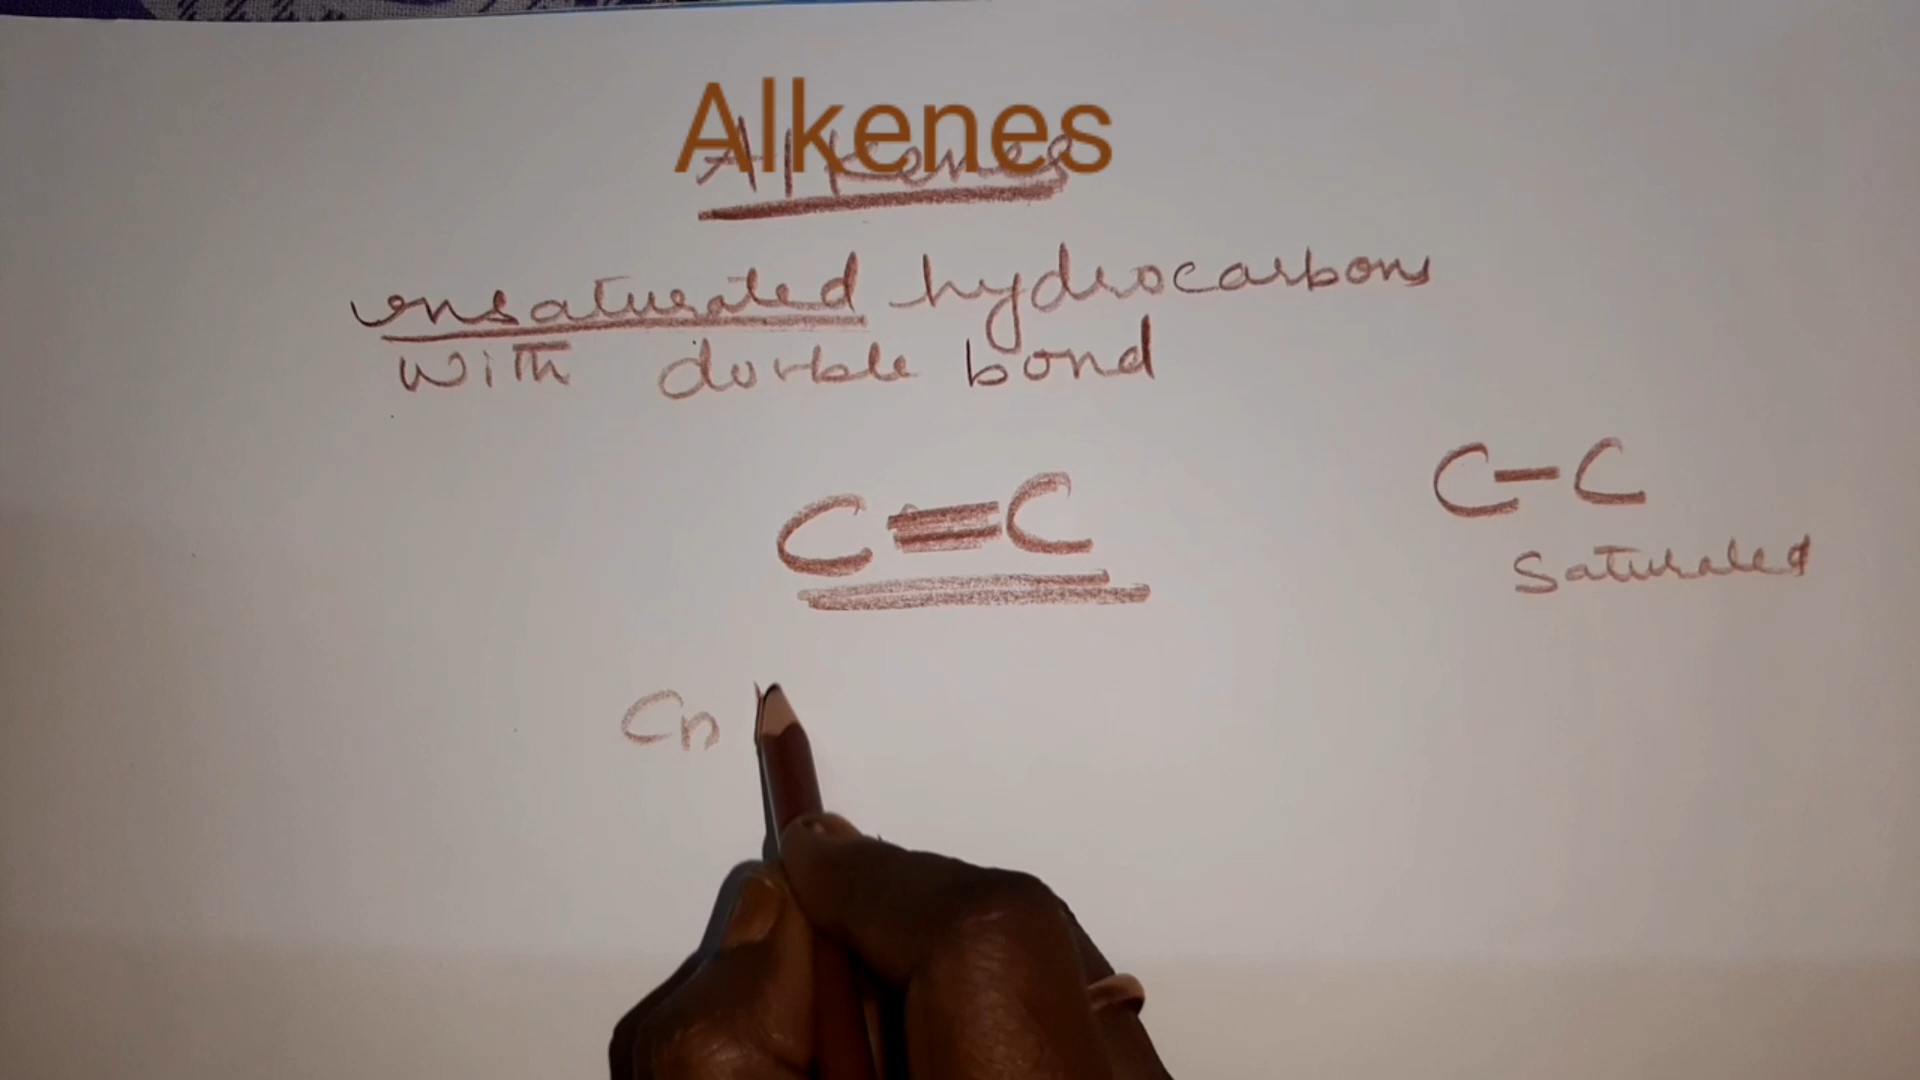 Alkenes
Alkenes
unsaturated hydrocarbons
with double bond
C=C
C-C
Saturated
Cn